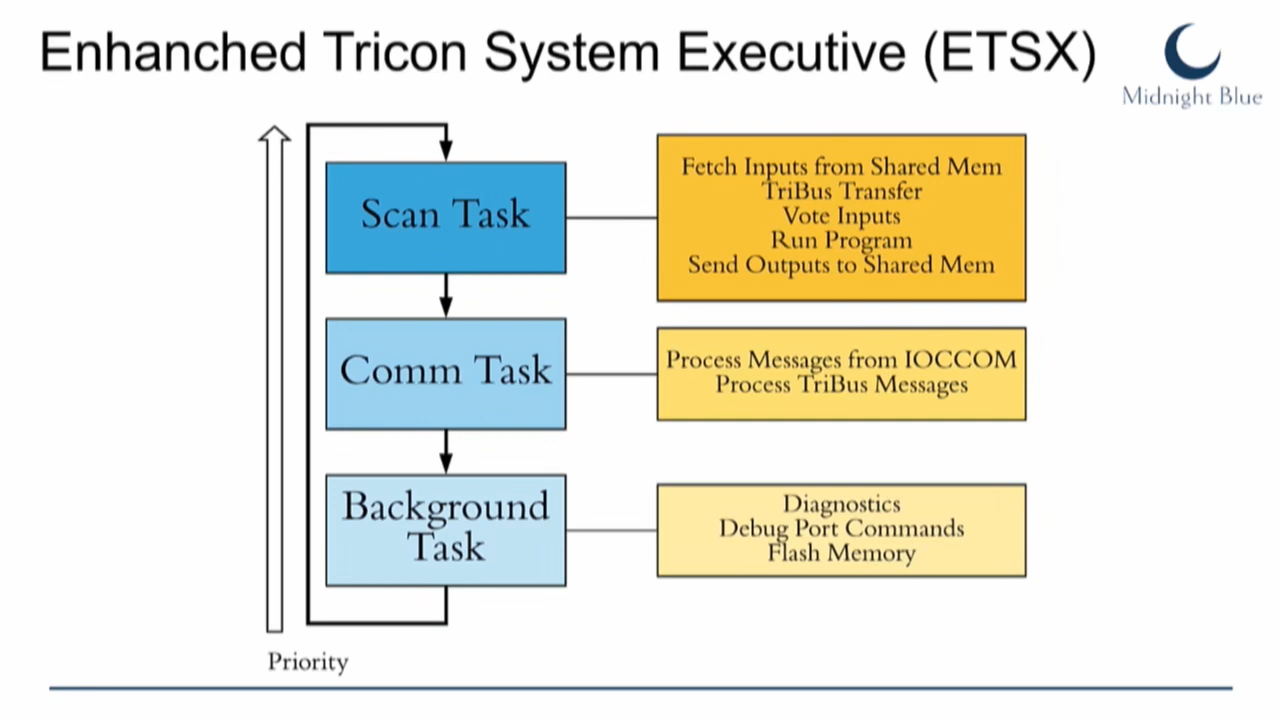 Enhanched Tricon System Executive (ETSX)
Midnight Blue
Scan Task
Fetch Inputs from Shared Mem
TriBus Transfer
Vote Inputs
Run Program
Send Outputs to Shared Mem
Comm Task
Process Messages from IOCCOM
Process TriBus Messages
Background
Task
Diagnostics
Debug Port Commands
Flash Memory
Priority